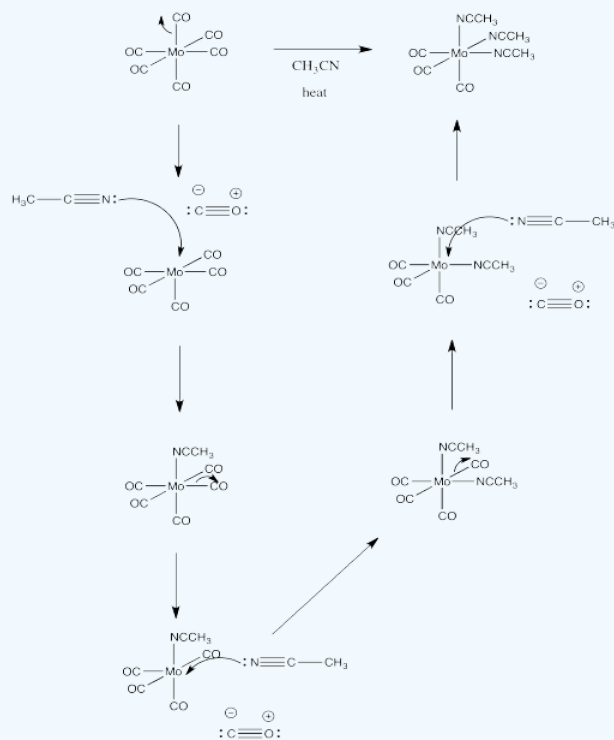 CO
CO
OC Mo CO
OC
CO
CH3CN
heat
NCCH3
NCCH3
OC Mo NCCH3
OC
CO
H3C C N:
:C O:
CO
OC Mo CO
OC
CO
NCCH3
OC Mo NCCH3
OC
CO
:N C CH3
:C O:
NCCH3
CO
OC Mo CO
OC
CO
NCCH3
CO
OC Mo NCCH3
OC
CO
NCCH3
CO
OC Mo
OC
CO
:N C CH3
:C O: